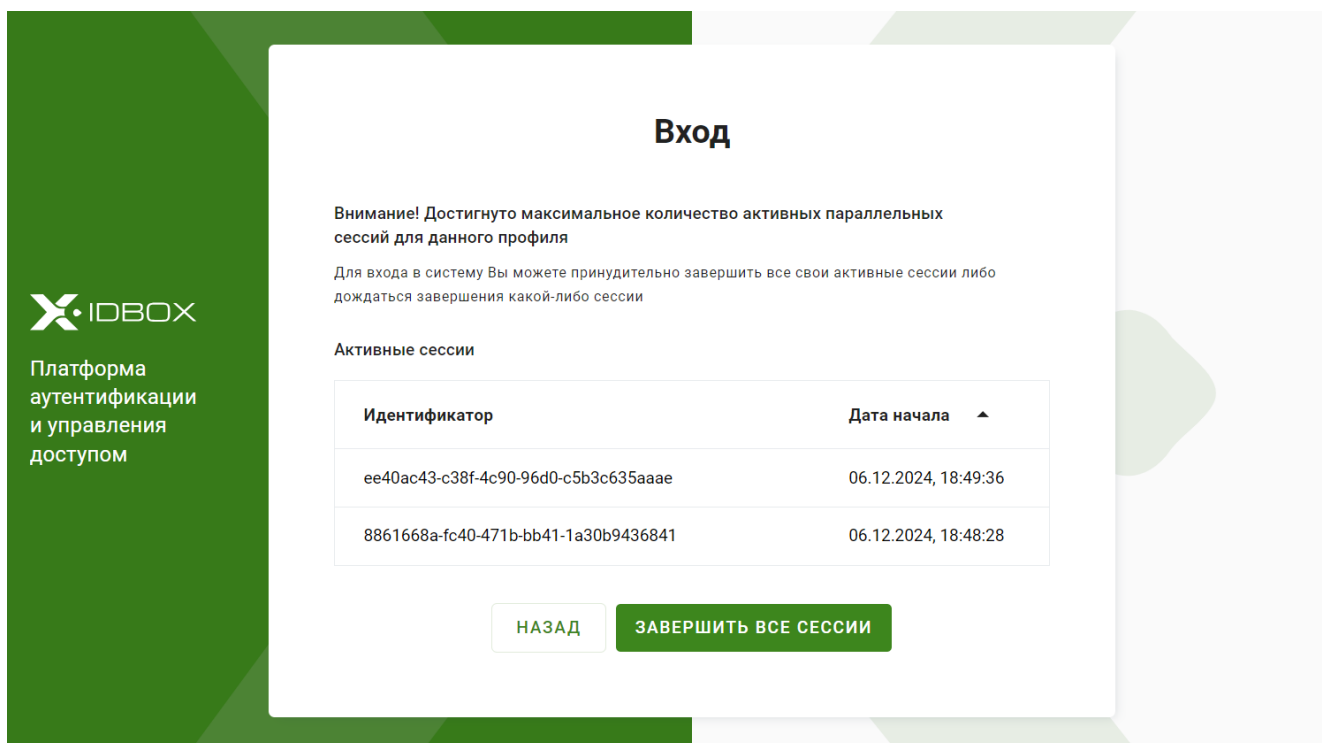 IDBOX
Платформа
аутентификации
и управления
доступом
Вход
Внимание! Достигнуто максимальное количество активных параллельных
сессий для данного профиля
Для входа в систему Вы можете принудительно завершить все свои активные сессии либо
дождаться завершения какой-либо сессии
Активные сессии
Идентификатор Дата начала
ee40ac43-c38f-4c90-96d0-c5b3c635aaae 06.12.2024, 18:49:36
8861668a-fc40-471b-bb41-1a30b9436841 06.12.2024, 18:48:28
НАЗАД ЗАВЕРШИТЬ ВСЕ СЕССИИ